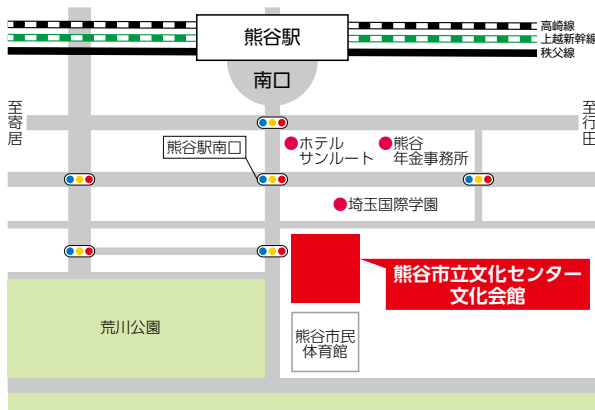 熊谷駅
高崎線
上越新幹線
秩父線
南口
至寄居
至行田
熊谷駅南口
ホテル
サンルート
熊谷
年金事務所
埼玉国際学園
熊谷市立文化センター
文化会館
荒川公園
熊谷市民
体育館